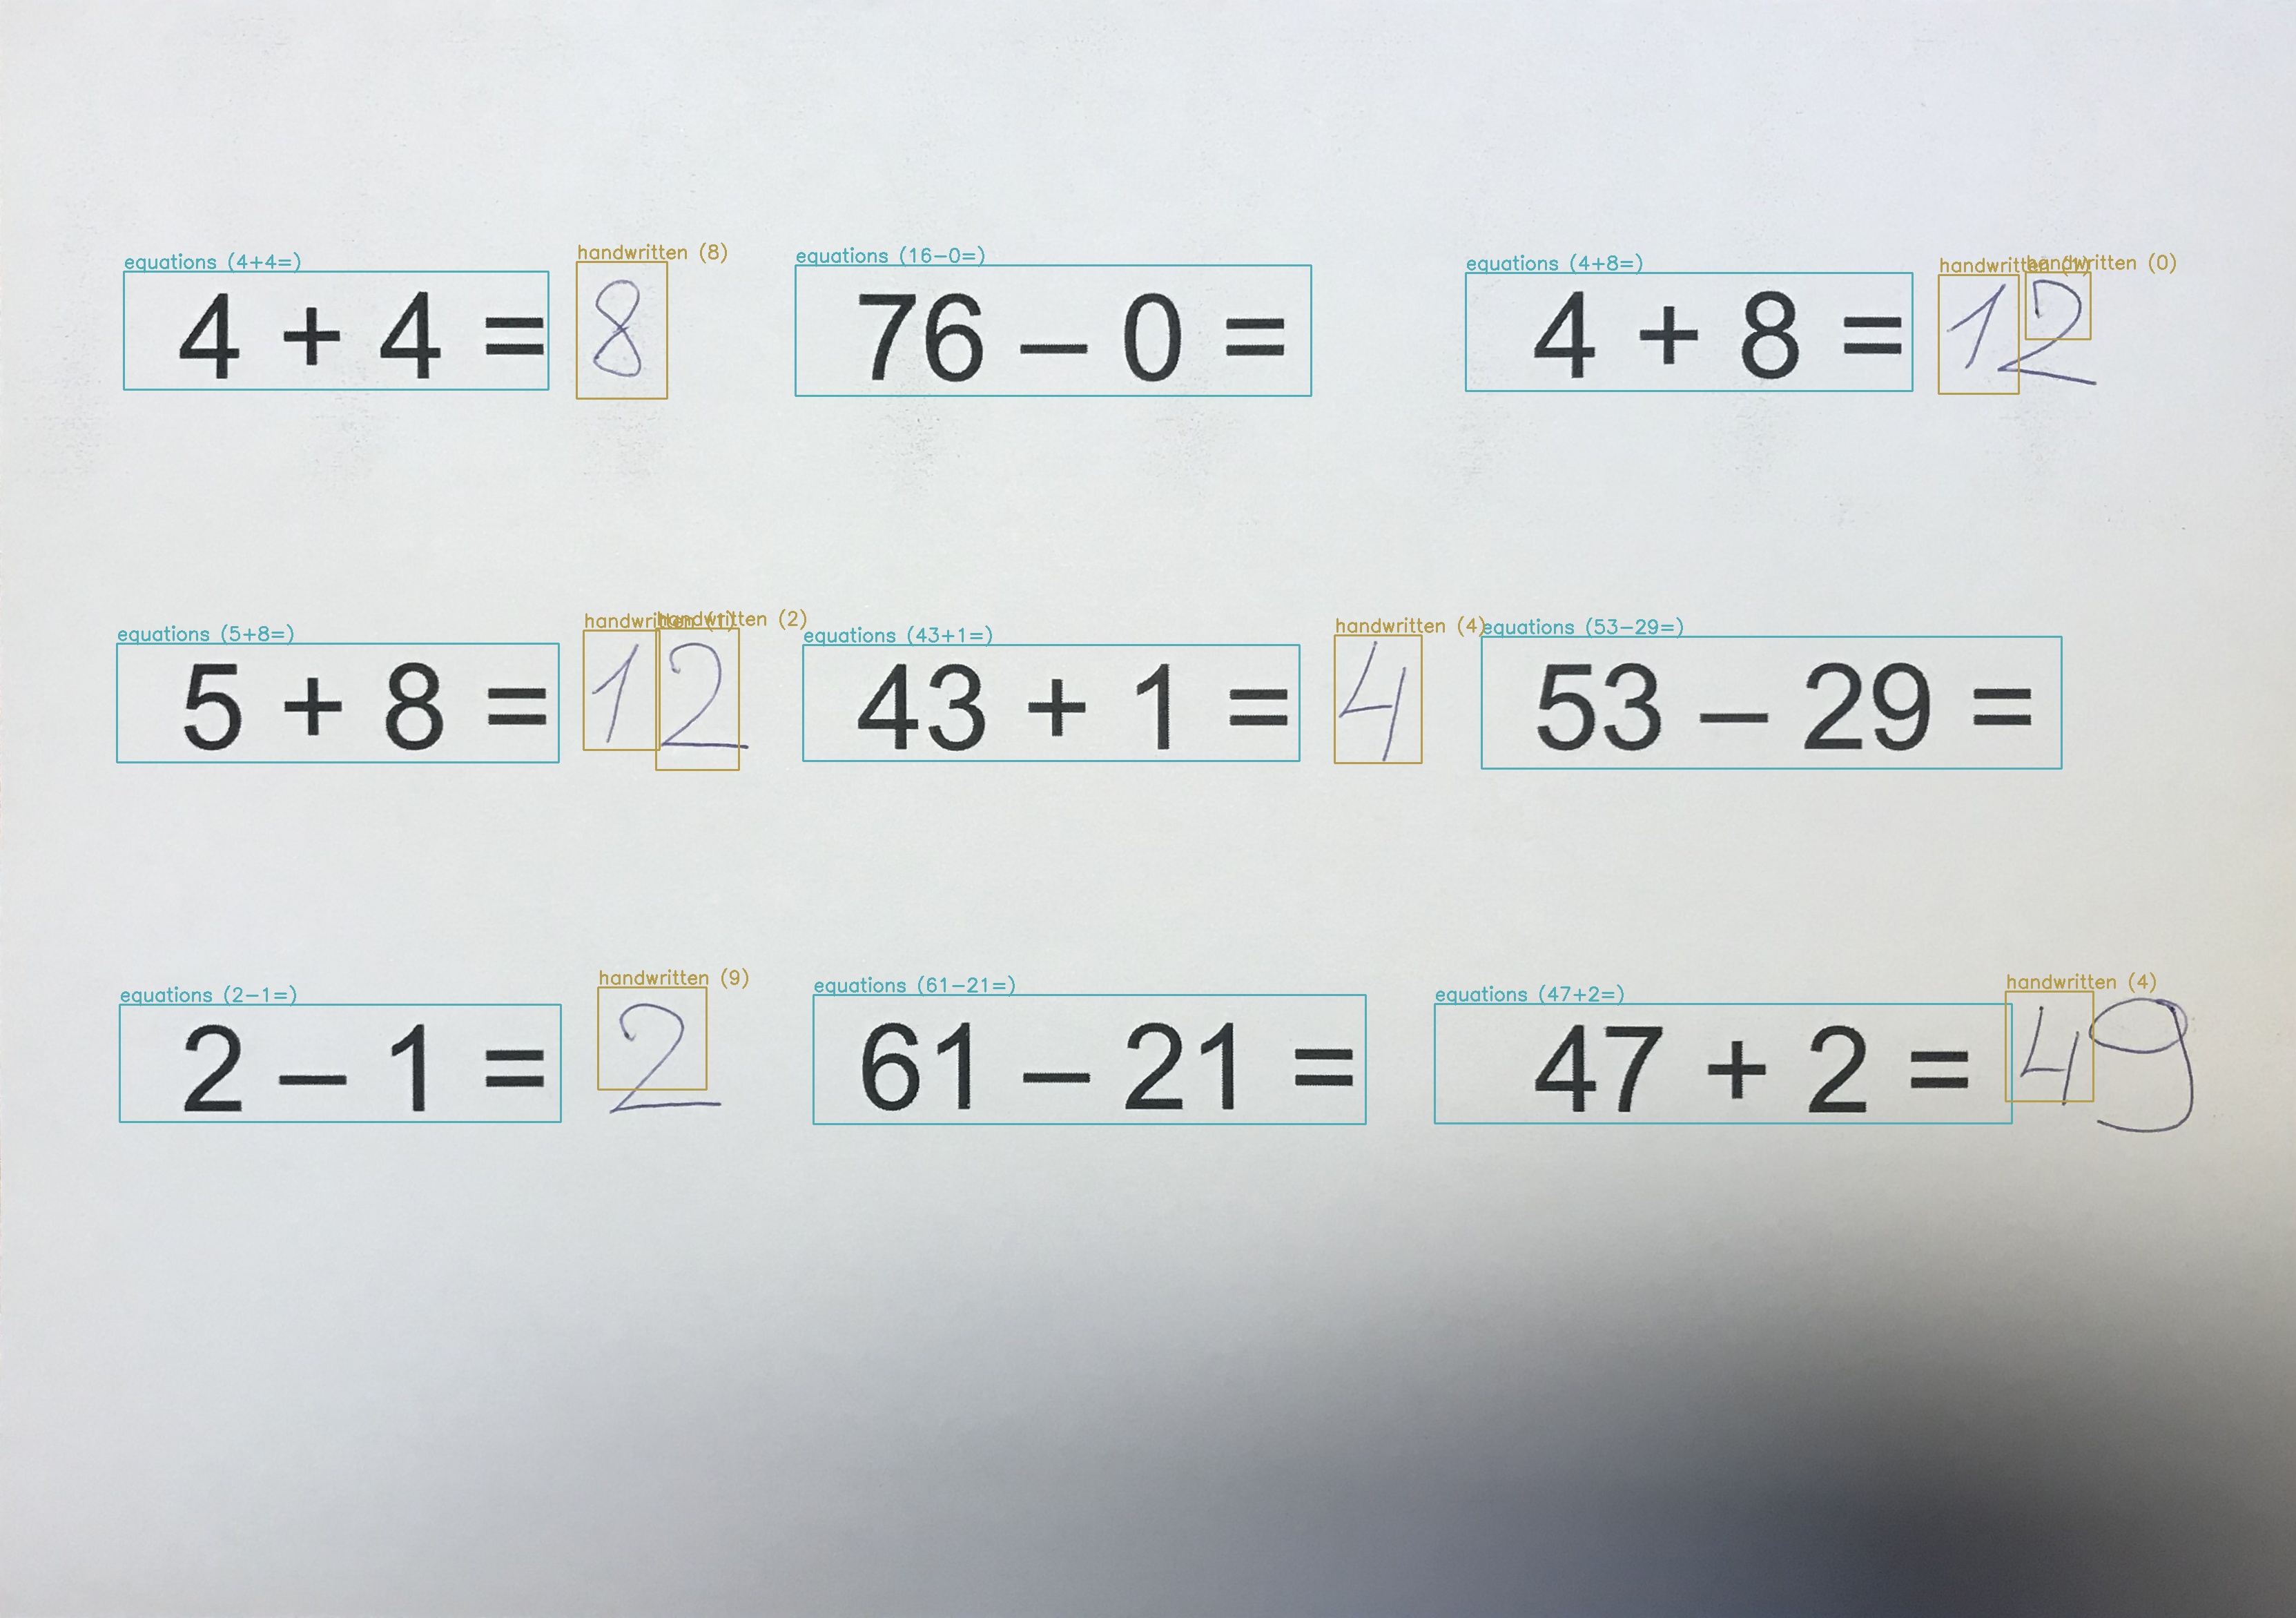 equations (4+4=) handwritten (8) equations (16-0=) equations (4+8=) handwritten (1) handwritten (0)
4 + 4 = 8 76 – 0 = 4 + 8 = 12
equations (5+8=) handwritten (1) handwritten (2) equations (43+1=) handwritten (4) equations (53-29=)
5 + 8 = 12 43 + 1 = 4 53 – 29 =
equations (2-1=) handwritten (9) equations (61-21=) equations (47+2=) handwritten (4)
2 – 1 = 2 61 – 21 = 47 + 2 = 49